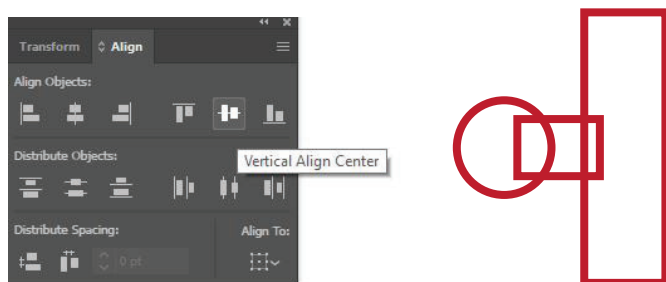 Transform Align
Align Objects:
Distribute Objects:
Vertical Align Center
Distribute Spacing: Align To:
0 pt